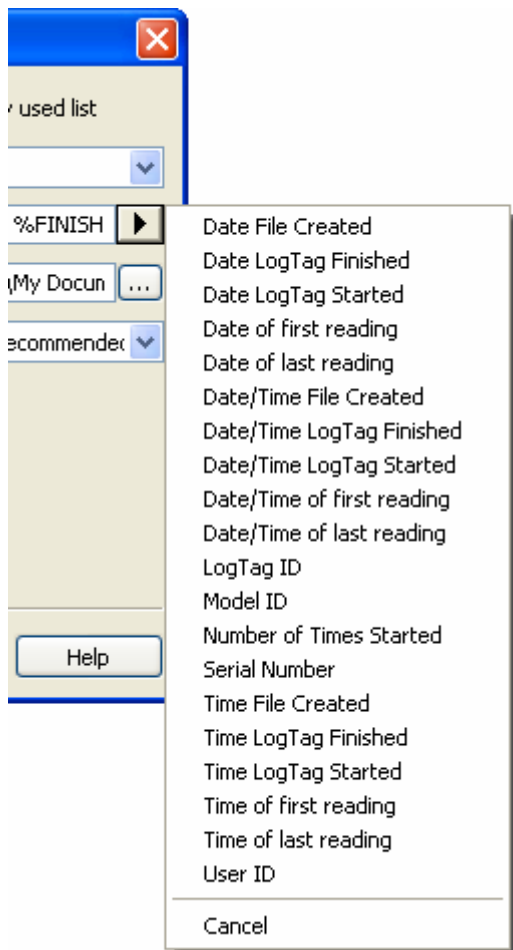 used list
%FINISH
Date File Created
Date LogTag Finished
\My Docun
...
Date LogTag Started
Date of first reading
ecommende
Date of last reading
Date/Time File Created
Date/Time LogTag Finished
Date/Time LogTag Started
Date/Time of first reading
Date/Time of last reading
LogTag ID
Model ID
Number of Times Started
Help
Serial Number
Time File Created
Time LogTag Finished
Time LogTag Started
Time of first reading
Time of last reading
User ID
Cancel